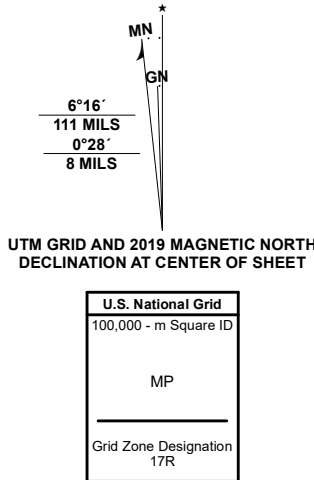 MN
GN
6°16´
111 MILS
0°28´
8 MILS
UTM GRID AND 2019 MAGNETIC NORTH
DECLINATION AT CENTER OF SHEET
U.S. National Grid
100,000 - m Square ID
MP
Grid Zone Designation
17R